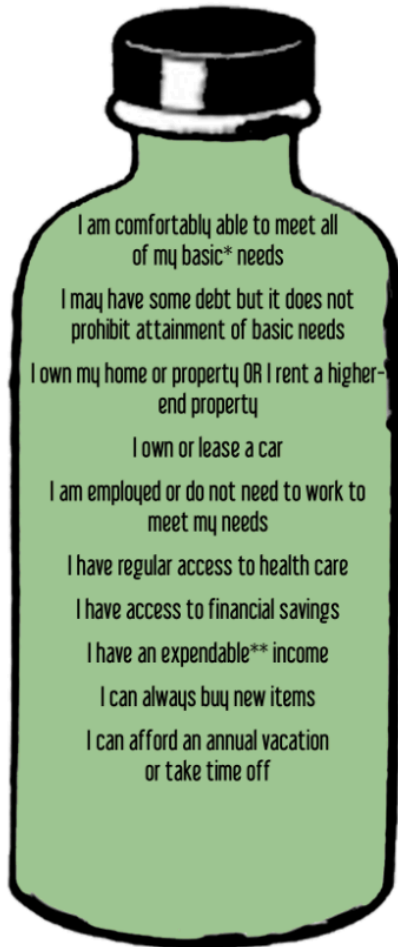 I am comfortably able to meet all
of my basic* needs
I may have some debt but it does not
prohibit attainment of basic needs
I own my home or property OR I rent a higher-
end property
I own or lease a car
I am employed or do not need to work to
meet my needs
I have regular access to health care
I have access to financial savings
I have an expendable** income
I can always buy new items
I can afford an annual vacation
or take time off